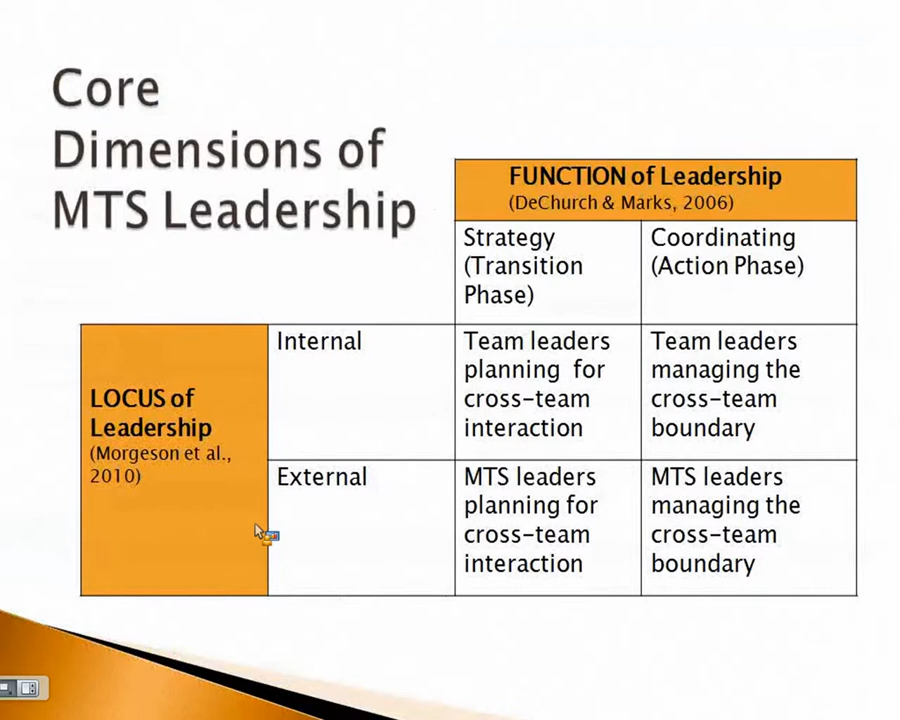 Core
Dimensions of
MTS Leadership
FUNCTION of Leadership
(DeChurch & Marks, 2006)
Strategy
(Transition
Phase)
Coordinating
(Action Phase)
LOCUS of
Leadership
(Morgeson et al.,
2010)
Internal
Team leaders
planning for
cross-team
interaction
Team leaders
managing the
cross-team
boundary
External
MTS leaders
planning for
cross-team
interaction
MTS leaders
managing the
cross-team
boundary